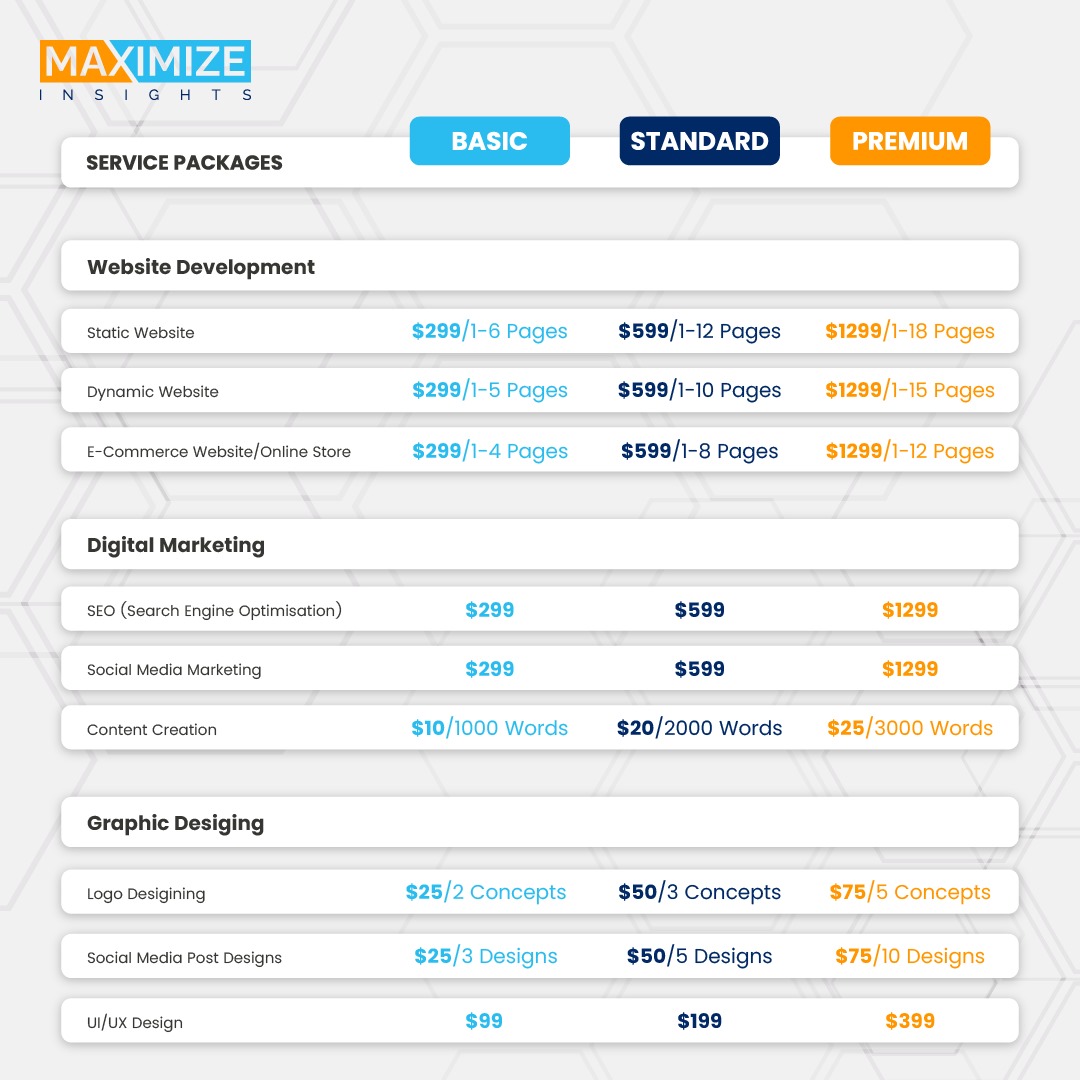 MAXIMIZE
INSIGHTS
BASIC STANDARD PREMIUM
SERVICE PACKAGES
Website Development
Static Website $299/1-6 Pages $599/1-12 Pages $1299/1-18 Pages
Dynamic Website $299/1-5 Pages $599/1-10 Pages $1299/1-15 Pages
E-Commerce Website/Online Store $299/1-4 Pages $599/1-8 Pages $1299/1-12 Pages
Digital Marketing
SEO (Search Engine Optimisation) $299 $599 $1299
Social Media Marketing $299 $599 $1299
Content Creation $10/1000 Words $20/2000 Words $25/3000 Words
Graphic Desiging
Logo Desigining $25/2 Concepts $50/3 Concepts $75/5 Concepts
Social Media Post Designs $25/3 Designs $50/5 Designs $75/10 Designs
UI/UX Design $99 $199 $399